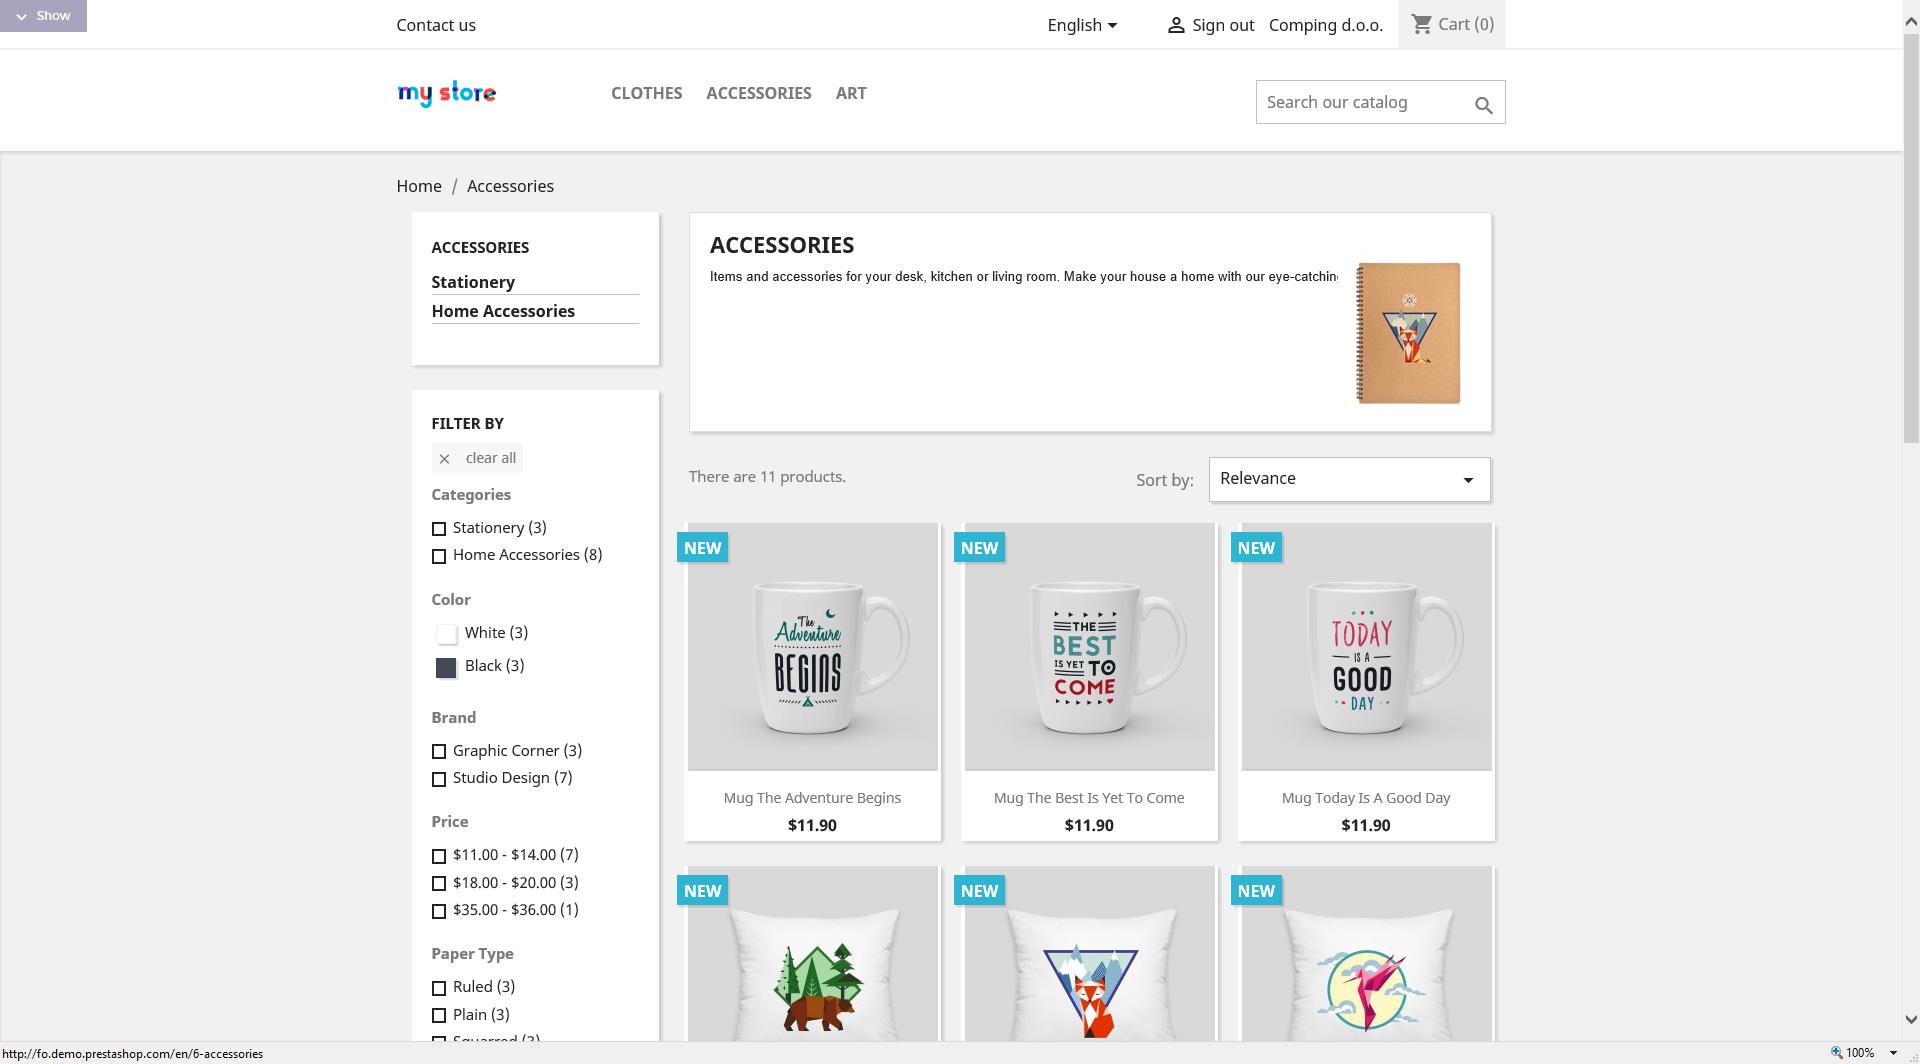 Show
Contact us
English
Sign out
Comping d.o.o.
Cart (0)
my store
CLOTHES
ACCESSORIES
ART
Search our catalog
Home / Accessories
ACCESSORIES
Stationery
Home Accessories
FILTER BY
clear all
Categories
Stationery (3)
Home Accessories (8)
Color
White (3)
Black (3)
Brand
Graphic Corner (3)
Studio Design (7)
Price
$11.00 - $14.00 (7)
$18.00 - $20.00 (3)
$35.00 - $36.00 (1)
Paper Type
Ruled (3)
Plain (3)
Squarred (3)
ACCESSORIES
Items and accessories for your desk, kitchen or living room. Make your house a home with our eye-catching
There are 11 products.
Sort by:
Relevance
NEW
The
Adventure
BEGINS
Mug The Adventure Begins
$11.90
NEW
THE
BEST
IS YET TO
COME
Mug The Best Is Yet To Come
$11.90
NEW
TODAY
IS A
GOOD
DAY
Mug Today Is A Good Day
$11.90
NEW
NEW
NEW
http://fo.demo.prestashop.com/en/6-accessories
100%